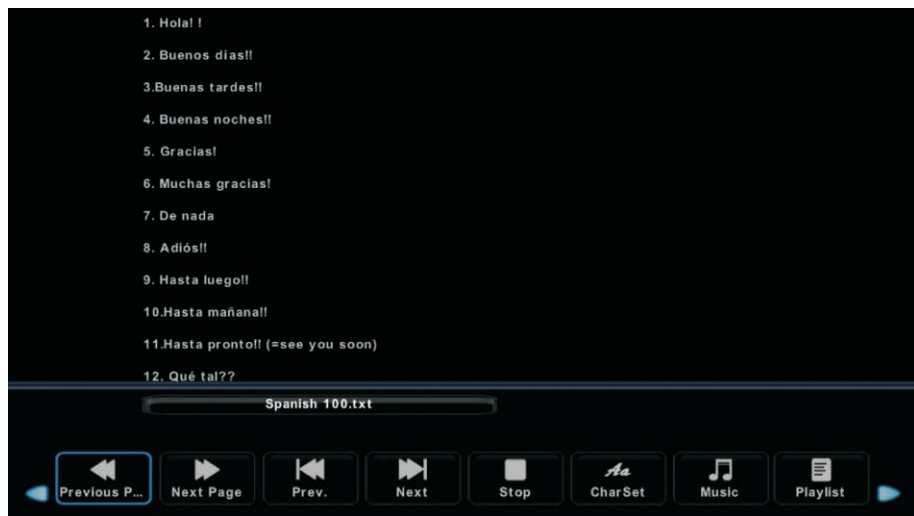 1. Hola! !
2. Buenos días!!
3.Buenas tardes!!
4. Buenas noches!!
5. Gracias!
6. Muchas gracias!
7. De nada
8. Adiós!!
9. Hasta luego!!
10.Hasta mañana!!
11.Hasta pronto!! (=see you soon)
12. Qué tal??
Spanish 100.txt
Previous P... Next Page Prev. Next Stop Aa CharSet Music Playlist